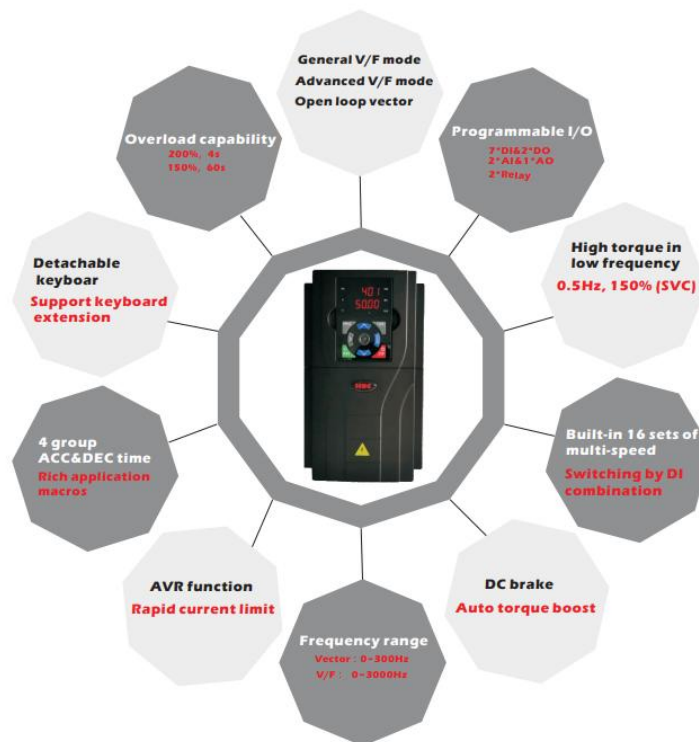 General V/F mode
Advanced V/F mode
Open loop vector
Overload capability
200%, 4s
150%, 60s
Programmable I/O
7*DI&2*DO
2*AI&1*AO
2*Relay
Detachable
keyboar
Support keyboard
extension
High torque in
low frequency
0.5Hz, 150% (SVC)
401
50.00
4 group
ACC&DEC time
Rich application
macros
Built-in 16 sets of
multi-speed
Switching by DI
combination
AVR function
Rapid current limit
DC brake
Auto torque boost
Frequency range
Vector : 0~300Hz
V/F : 0~3000Hz